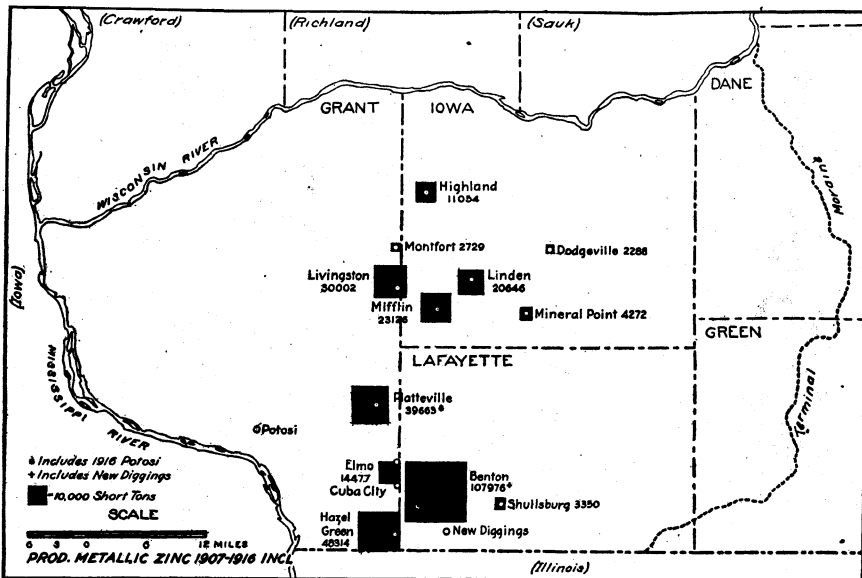 (Crawford)
(Richland)
(Sauk)
DANE
GRANT
IOWA
WISCONSIN RIVER
Moraine
Highland
11034
Montfort 2729
Dodgeville 2288
Livingston
30002
Linden
20646
(Iowa)
Mifflin
23126
Mineral Point 4272
GREEN
LAFAYETTE
MISSISSIPPI
RIVER
Platteville
39663
Terminal
Potosi
Includes 1916 Potosi
+ Includes New Diggings
-10,000 Short Tons
SCALE
6 3 0 6 12 MILES
PROD. METALLIC ZINC 1907-1916 INCL
Elmo
14477
Cuba City
Benton
107976+
Shullsburg 3350
Hazel
Green
48314
New Diggings
(Illinois)